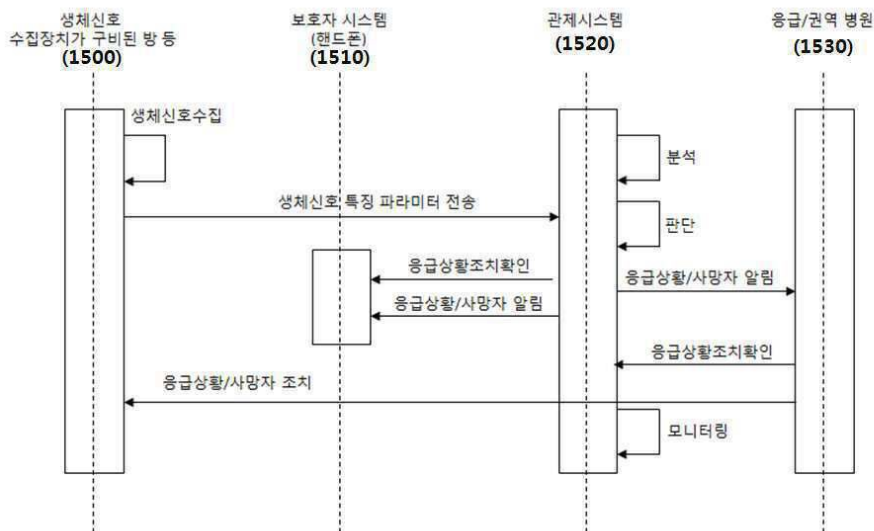 생체신호
수집장치가 구비된 방 등
(1500)
보호자 시스템
(핸드폰)
(1510)
관제시스템
(1520)
응급/권역 병원
(1530)
생체신호수집
분석
생체신호 특징 파라미터 전송
판단
응급상황조치확인
응급상황/사망자 알림
응급상황/사망자 알림
응급상황조치확인
응급상황/사망자 조치
모니터링